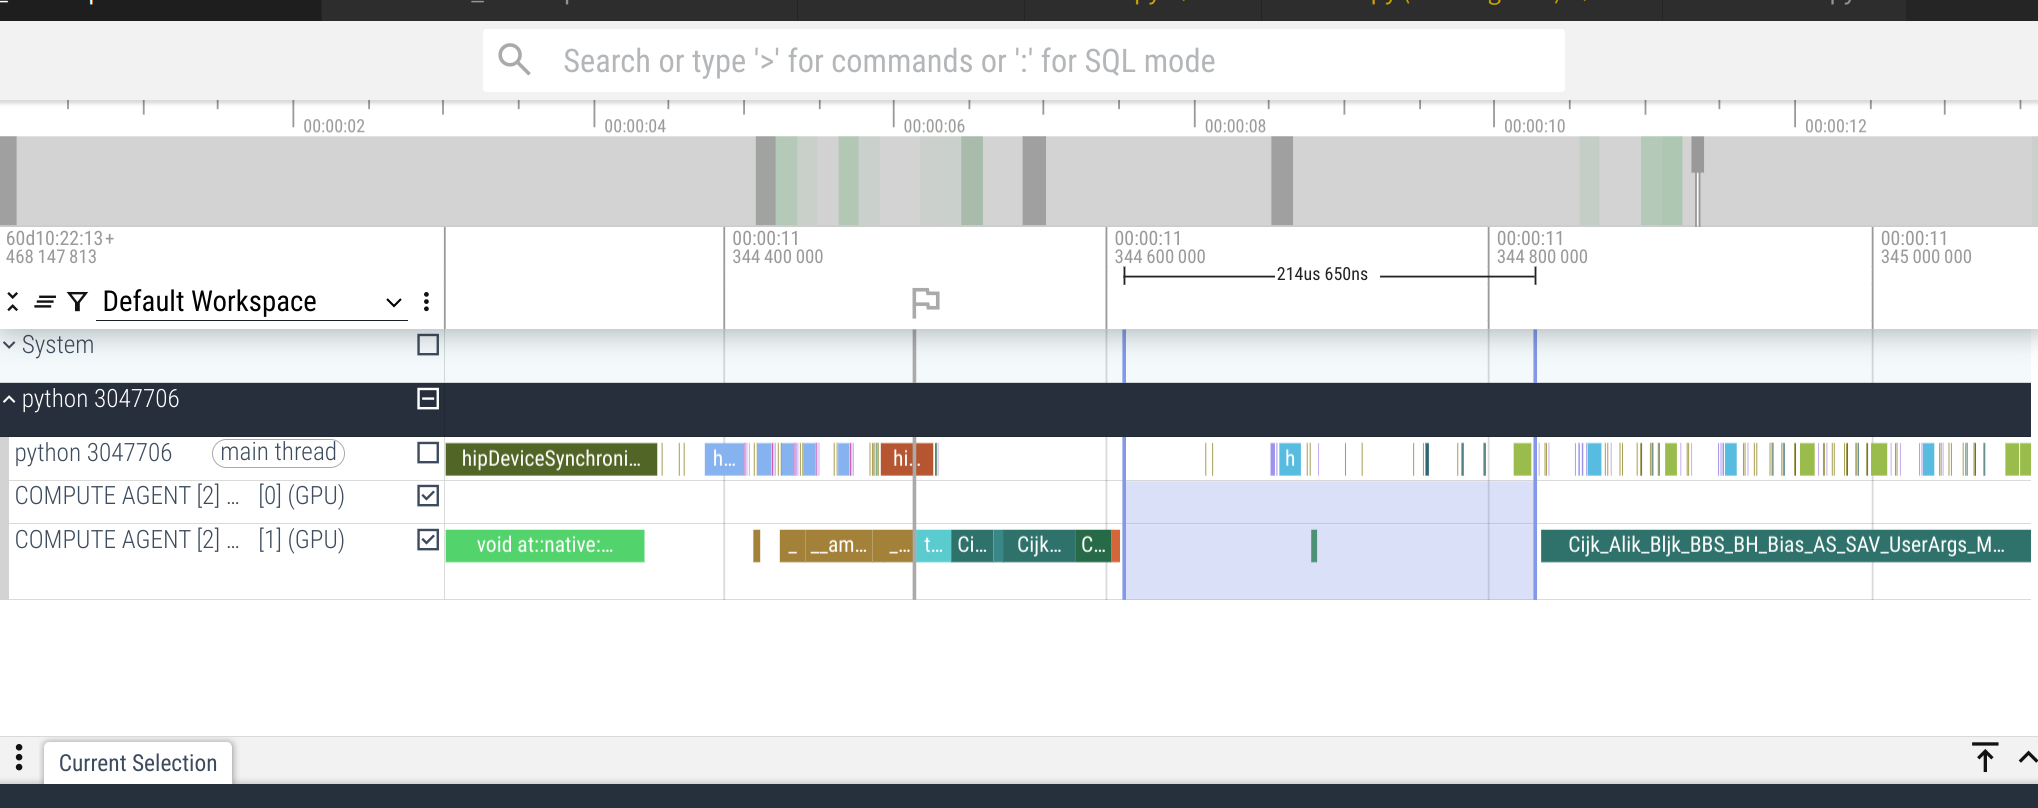 Search or type '>' for commands or ':' for SQL mode
00:00:02 00:00:04 00:00:06 00:00:08 00:00:10 00:00:12
60d10:22:13+ 00:00:11 00:00:11 00:00:11 00:00:11
468 147 813 344 400 000 344 600 000 344 800 000 345 000 000
214us 650ns
Default Workspace
System
python 3047706
python 3047706 main thread hipDeviceSynchroni... h... hi.. h
COMPUTE AGENT [2] ... [0] (GPU)
COMPUTE AGENT [2] ... [1] (GPU) void at::native:... _ __am... _... t... Ci... Cijk... C... Cijk_Alik_Bljk_BBS_BH_Bias_AS_SAV_UserArgs_M...
Current Selection